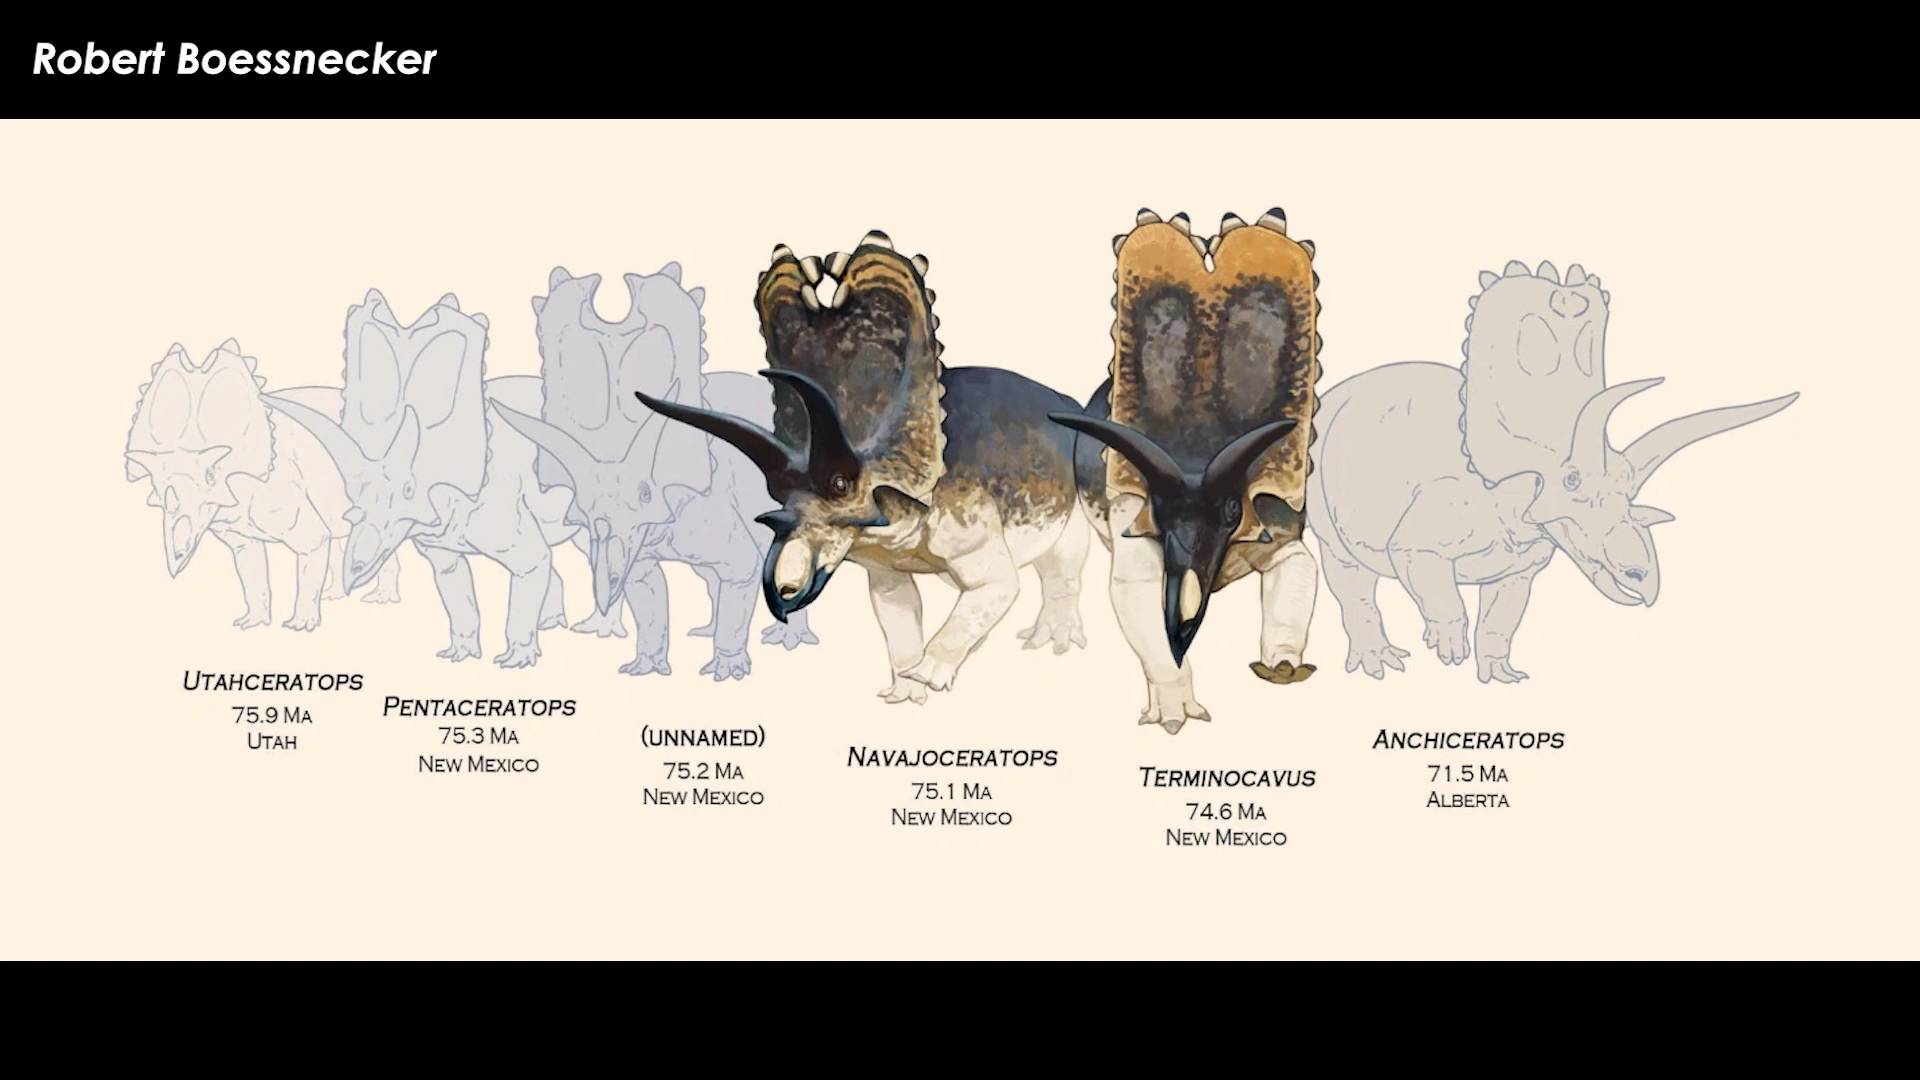 Robert Boessnecker
Utahceratops
75.9 Ma
Utah
Pentaceratops
75.3 Ma
New Mexico
(unnamed)
75.2 Ma
New Mexico
Navajoceratops
75.1 Ma
New Mexico
Terminocavus
74.6 Ma
New Mexico
Anchiceratops
71.5 Ma
Alberta